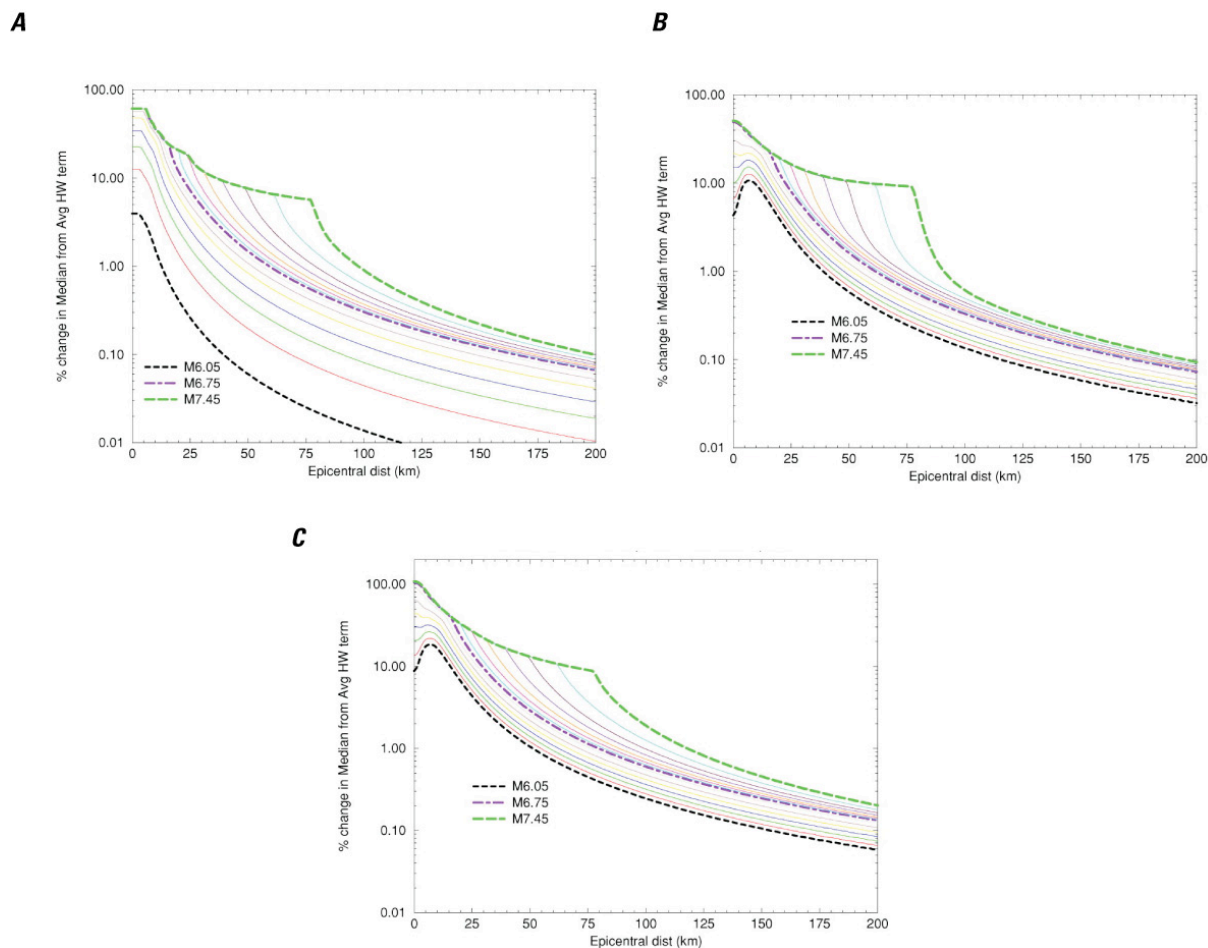 A
% change in Median from Avg HW term
100.00
10.00
1.00
0.10
0.01
M6.05
M6.75
M7.45
0 25 50 75 100 125 150 175 200
Epicentral dist (km)
B
% change in Median from Avg HW term
100.00
10.00
1.00
0.10
0.01
M6.05
M6.75
M7.45
0 25 50 75 100 125 150 175 200
Epicentral dist (km)
C
% change in Median from Avg HW term
100.00
10.00
1.00
0.10
0.01
M6.05
M6.75
M7.45
0 25 50 75 100 125 150 175 200
Epicentral dist (km)